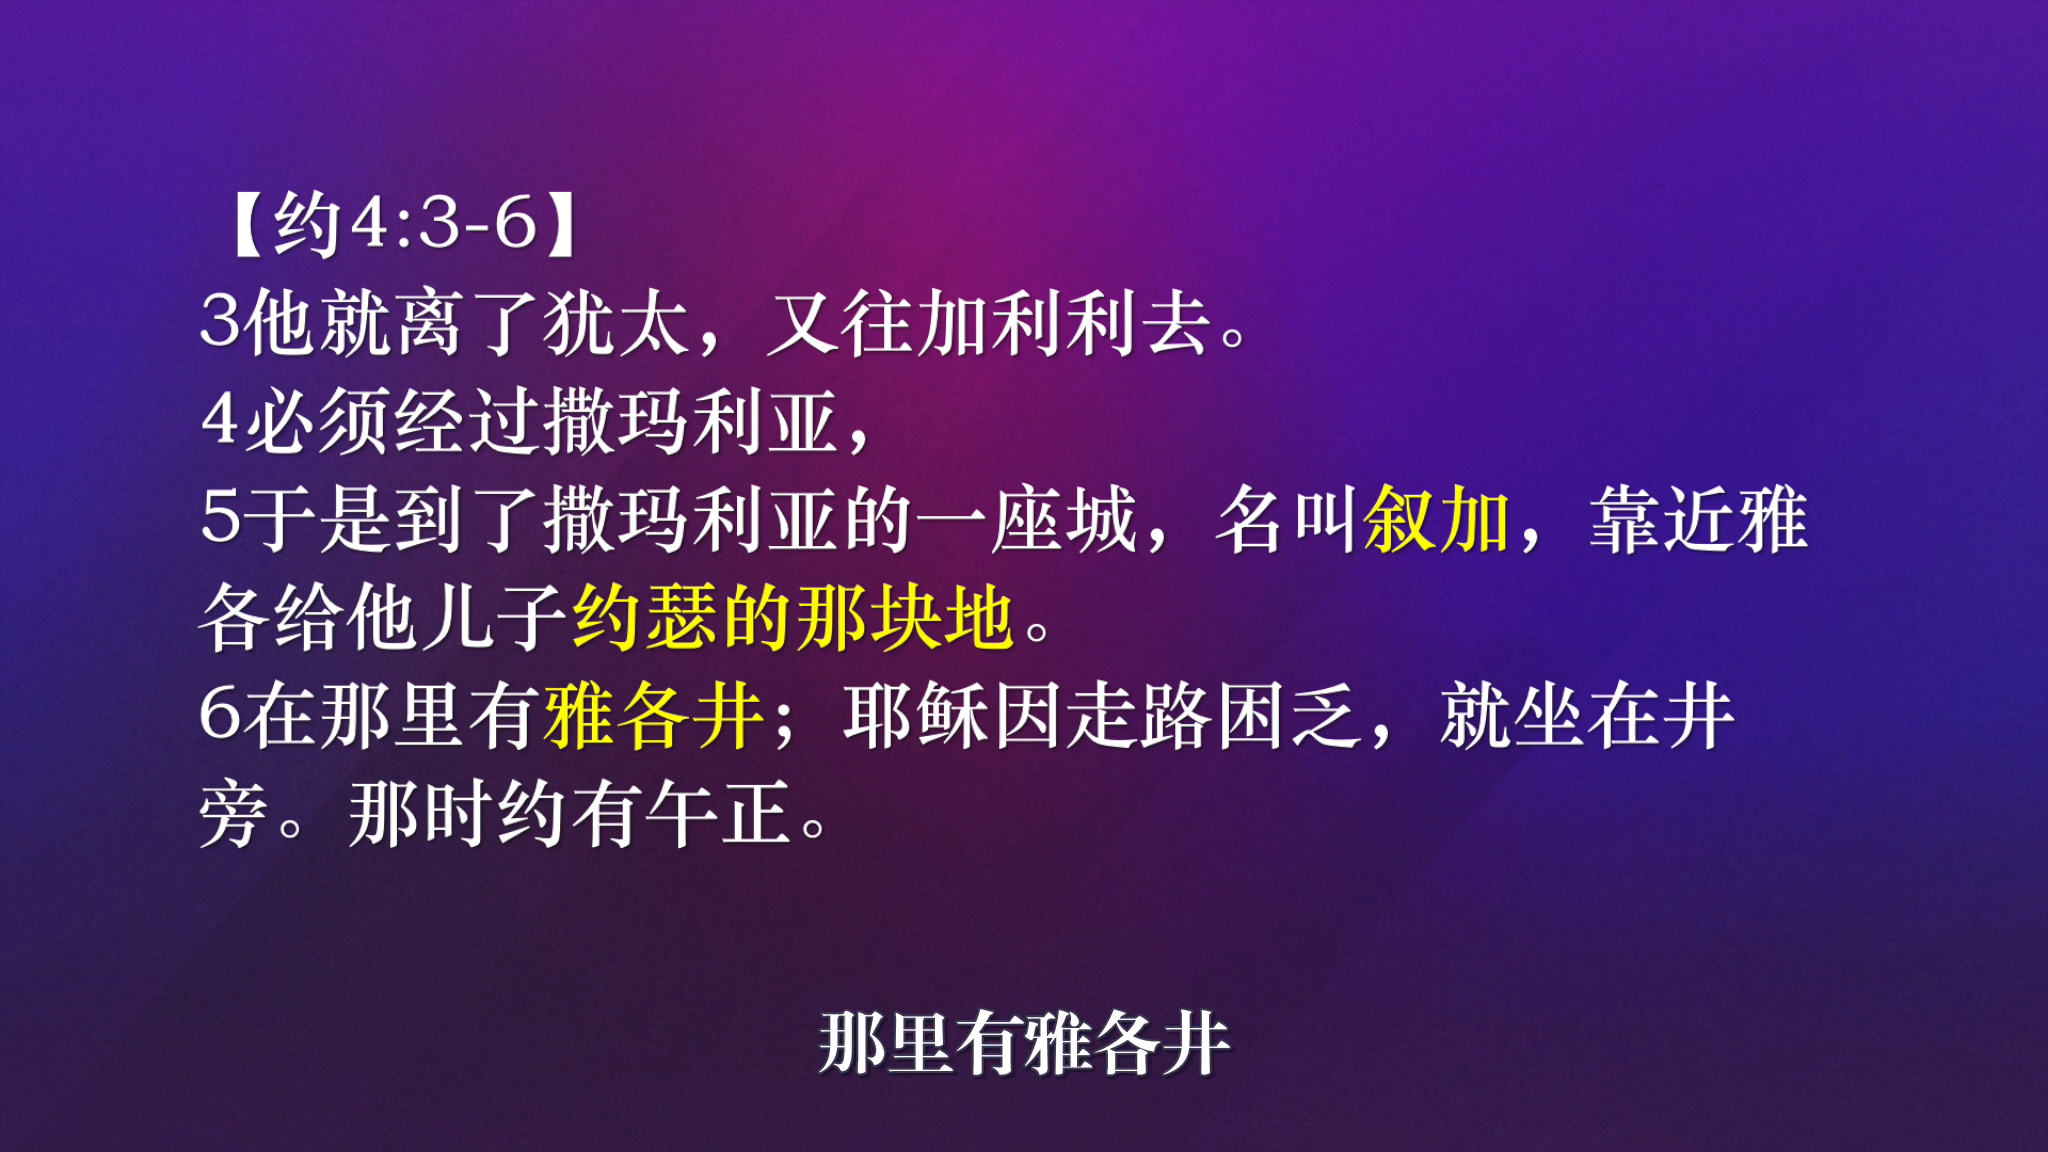 【约4:3-6】
3他就离了犹太，又往加利利去。
4必须经过撒玛利亚，
5于是到了撒玛利亚的一座城，名叫叙加，靠近雅
各给他儿子约瑟的那块地。
6在那里有雅各井；耶稣因走路困乏，就坐在井
旁。那时约有午正。
那里有雅各井